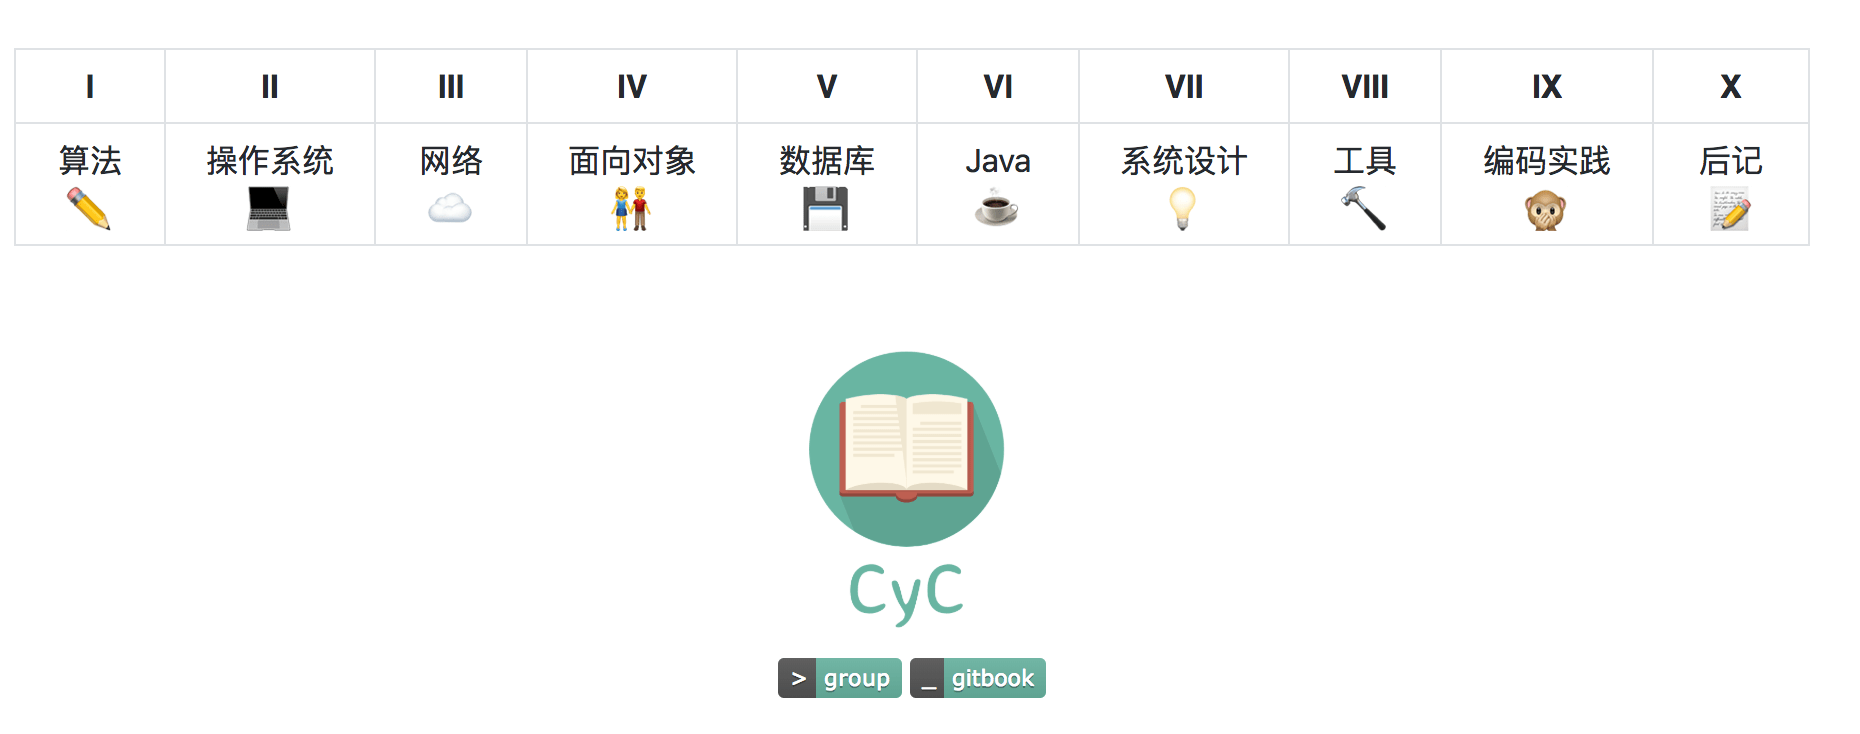 I II III IV V VI VII VIII IX X
算法 操作系统 网络 面向对象 数据库 Java 系统设计 工具 编码实践 后记
CyC
> group _ gitbook